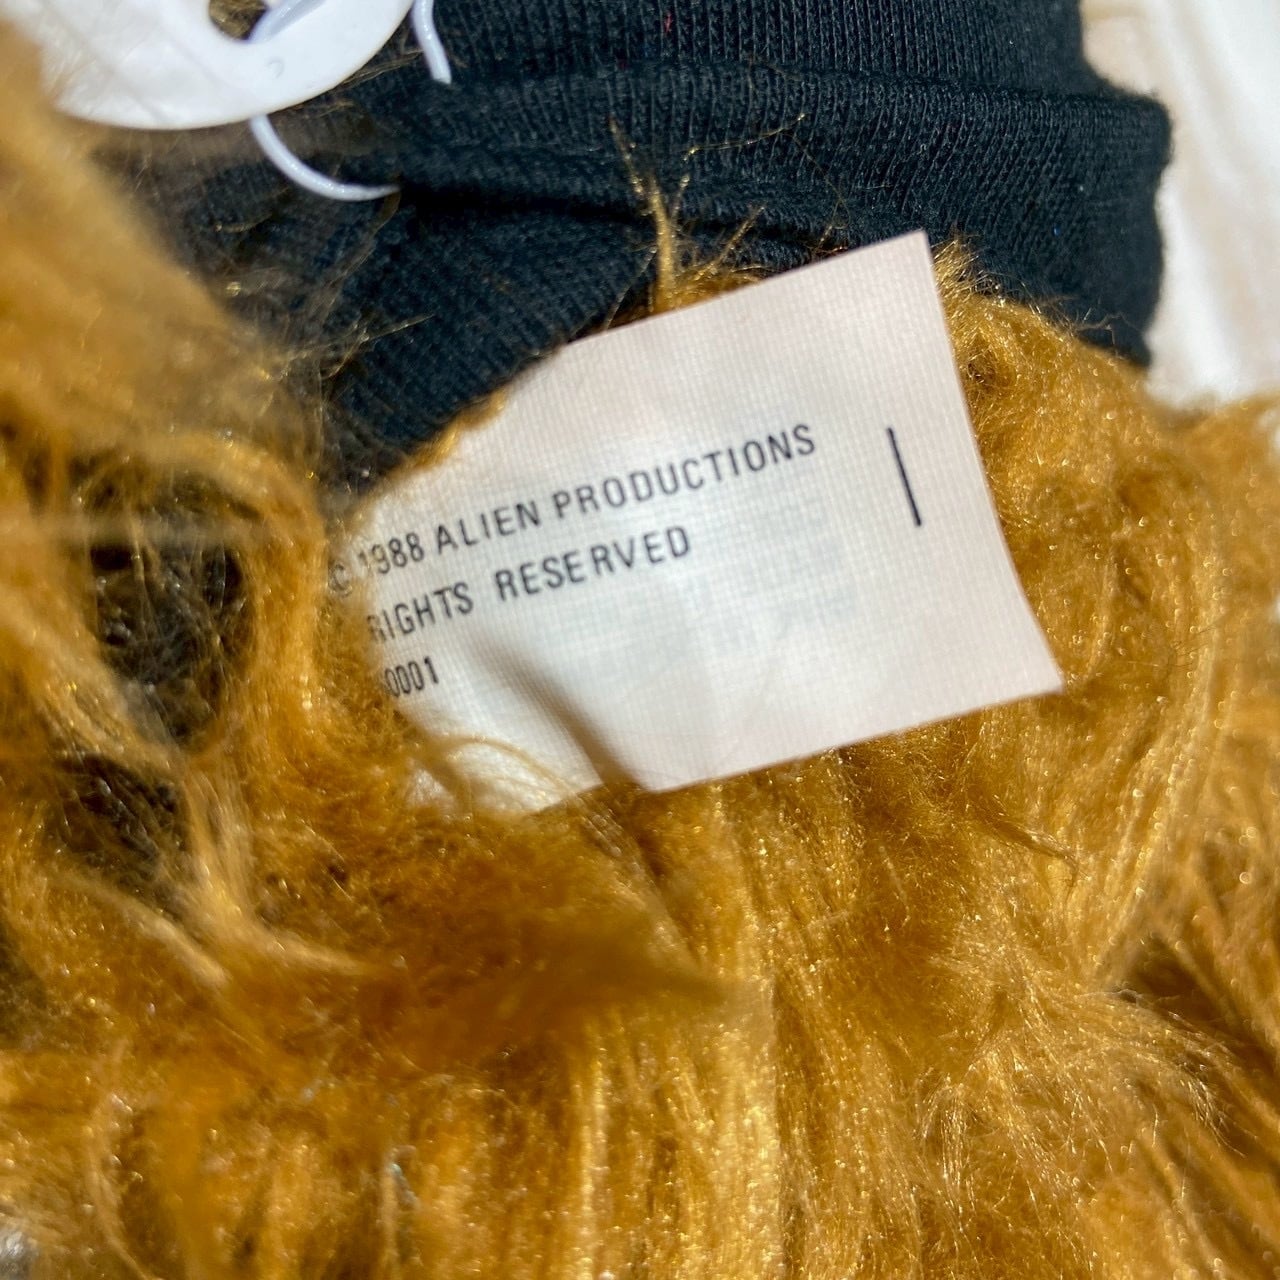 © 1988 ALIEN PRODUCTIONS
RIGHTS RESERVED
0001